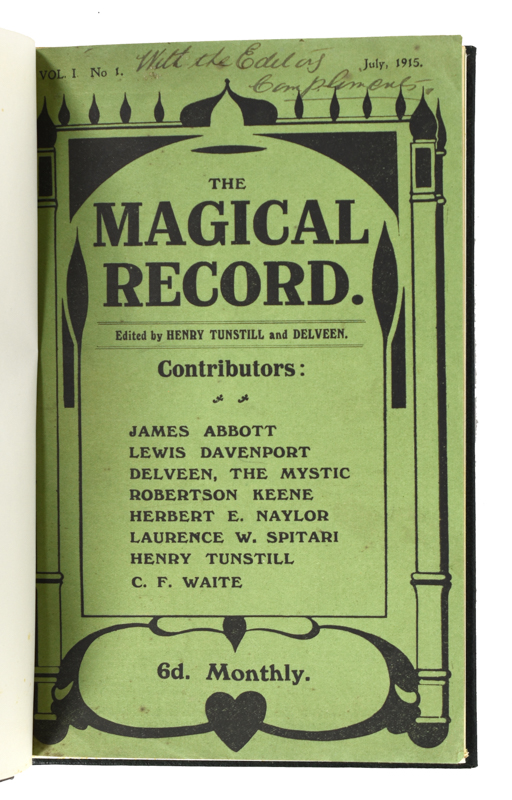 VOL. I No 1. With the Editors July, 1915.
Compliments.
THE
MAGICAL
RECORD.
Edited by HENRY TUNSTILL and DELVEEN.
Contributors:
JAMES ABBOTT
LEWIS DAVENPORT
DELVEEN, THE MYSTIC
ROBERTSON KEENE
HERBERT E. NAYLOR
LAURENCE W. SPITARI
HENRY TUNSTILL
C. F. WAITE
6d. Monthly.